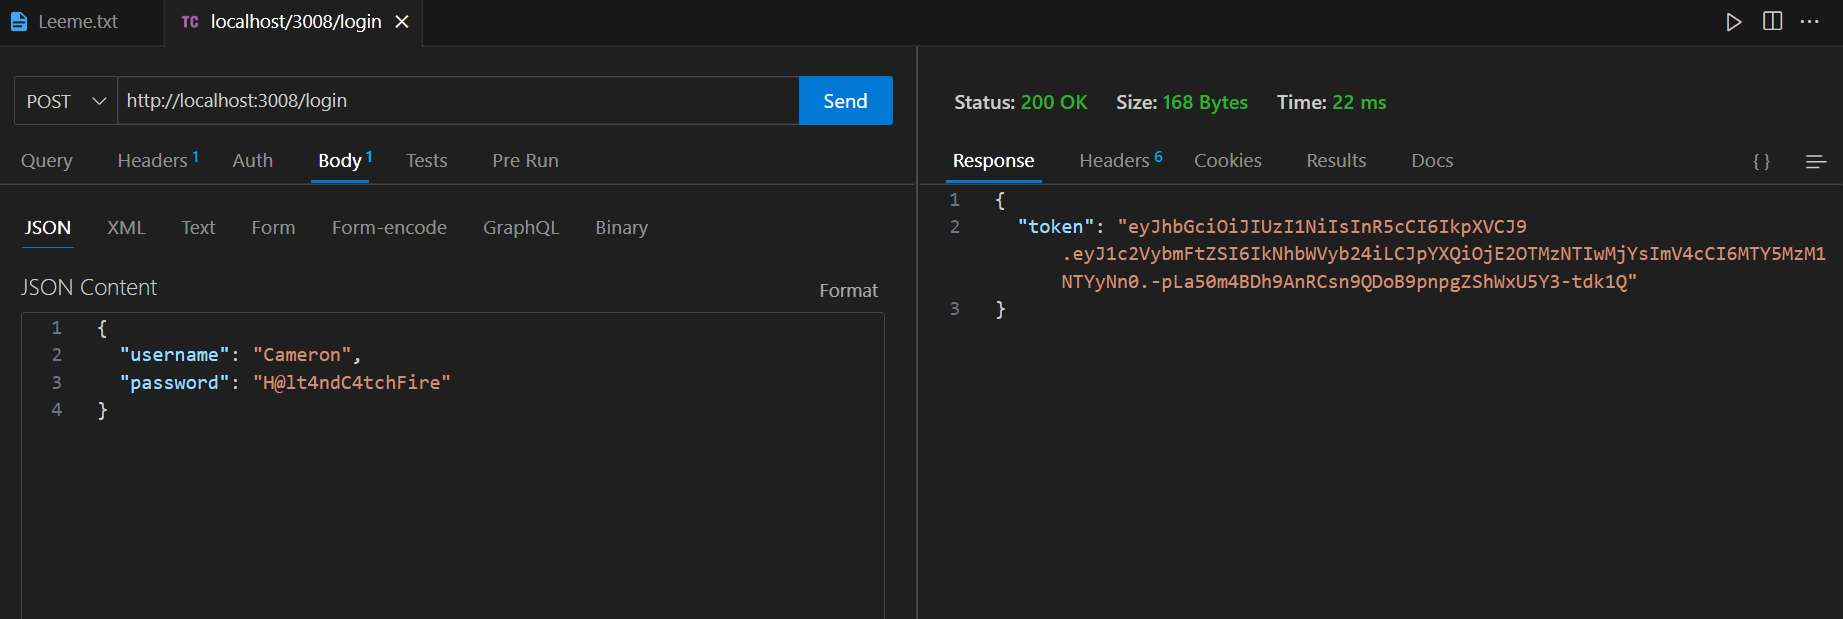 Leeme.txt
TC localhost/3008/login
POST http://localhost:3008/login Send
Query Headers 1 Auth Body 1 Tests Pre Run
JSON XML Text Form Form-encode GraphQL Binary
JSON Content
Format
1 {
2 "username": "Cameron",
3 "password": "H@lt4ndC4tchFire"
4 }
Status: 200 OK Size: 168 Bytes Time: 22 ms
Response Headers 6 Cookies Results Docs { }
1 {
2 "token": "eyJhbGciOiJIUzI1NiIsInR5cCI6IkpXVCJ9
.eyJ1c2VybmFtZSI6IkNhbWVyb24iLCJpYXQiOjE2OTMzNTIwMjYsImV4cCI6MTY5MzM1
NTYyNn0.-pLa50m4BDh9AnRCsn9QDoB9pnpgZShWxU5Y3-tdk1Q"
3 }